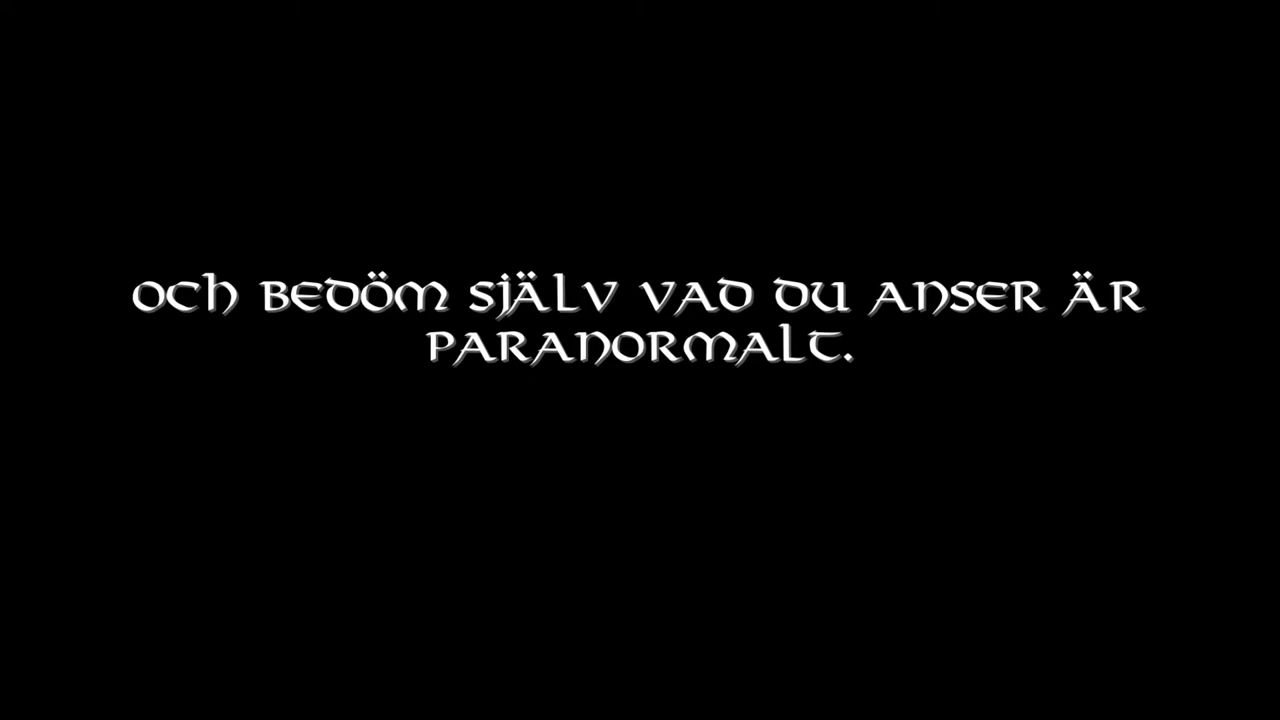 och bedöm själv vad du anser är
paranormalt.